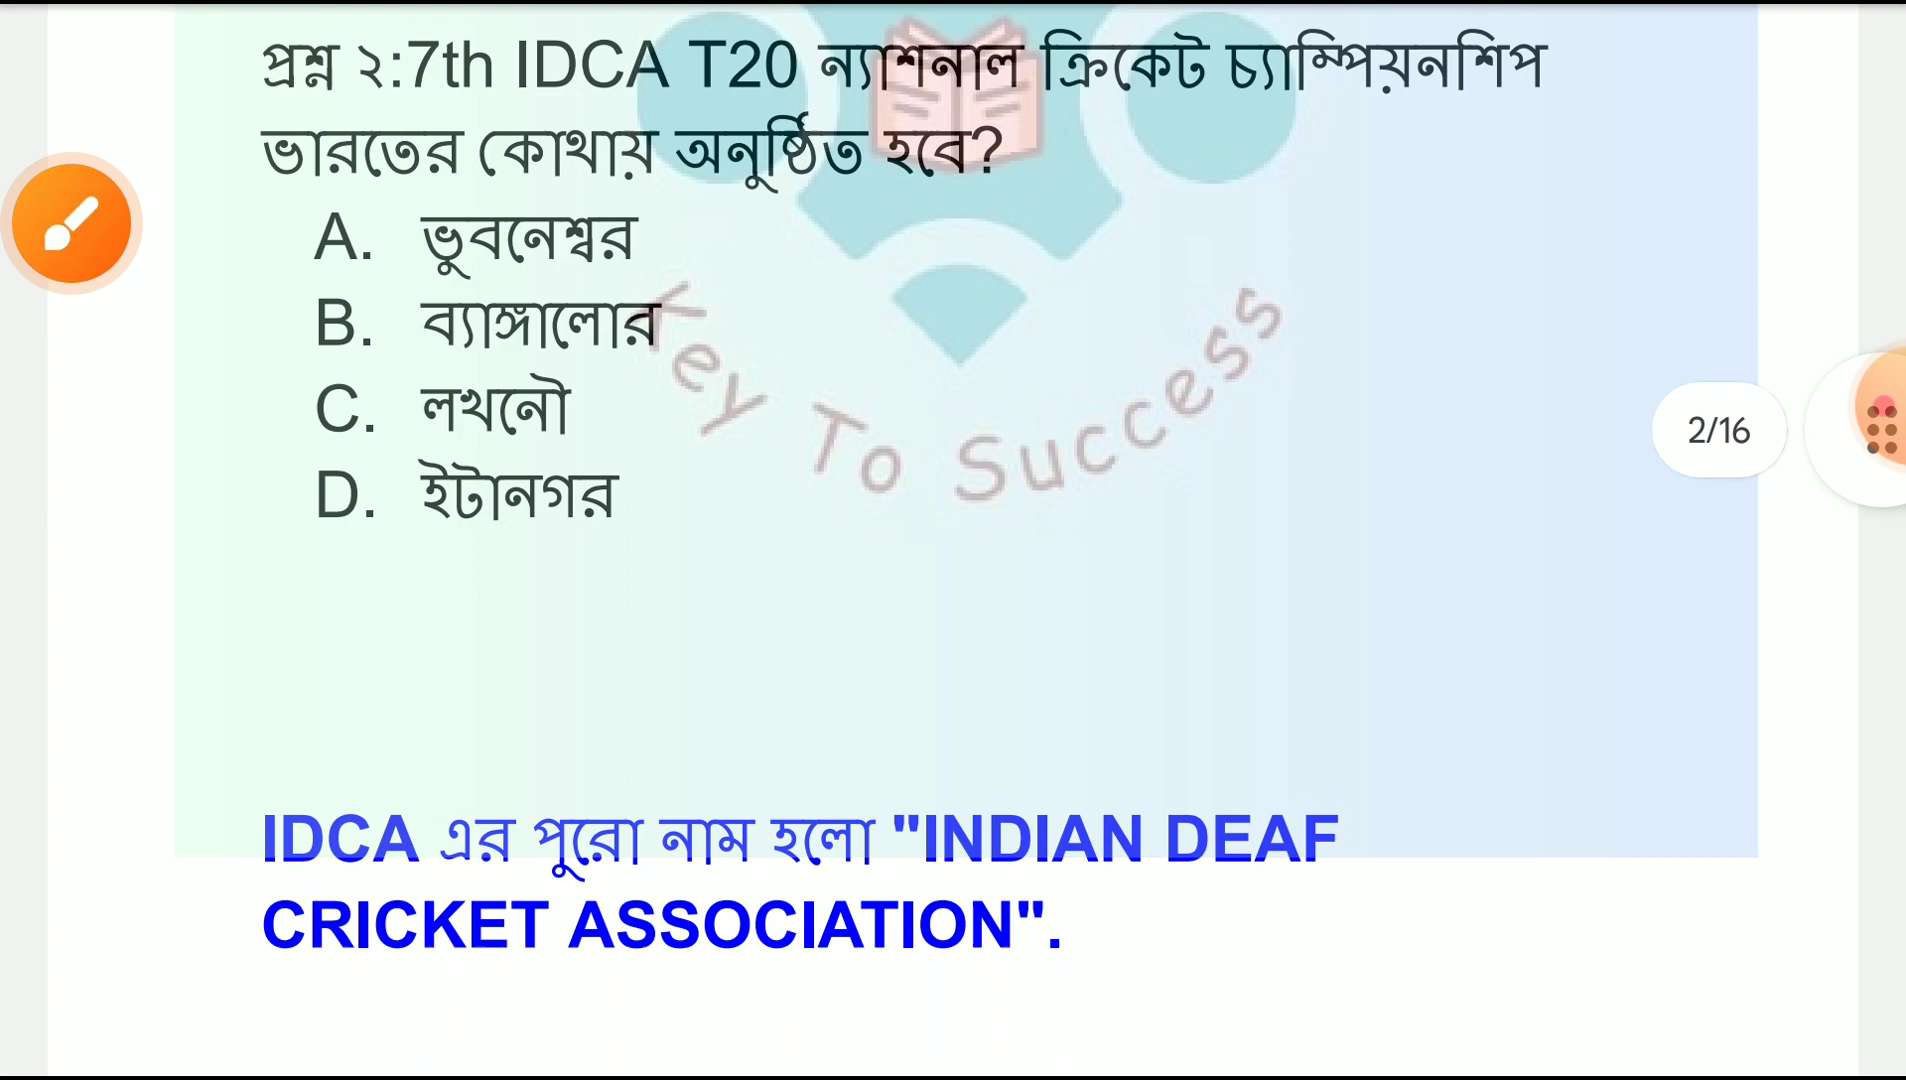 প্রশ্ন ২:7th IDCA T20 ন্যাশনাল ক্রিকেট চ্যাম্পিয়নশিপ
ভারতের কোথায় অনুষ্ঠিত হবে?
A. ভুবনেশ্বর
B. ব্যাঙ্গালোর
C. লখনৌ
D. ইটানগর
Key To Success
2/16
IDCA এর পুরো নাম হলো "INDIAN DEAF
CRICKET ASSOCIATION".